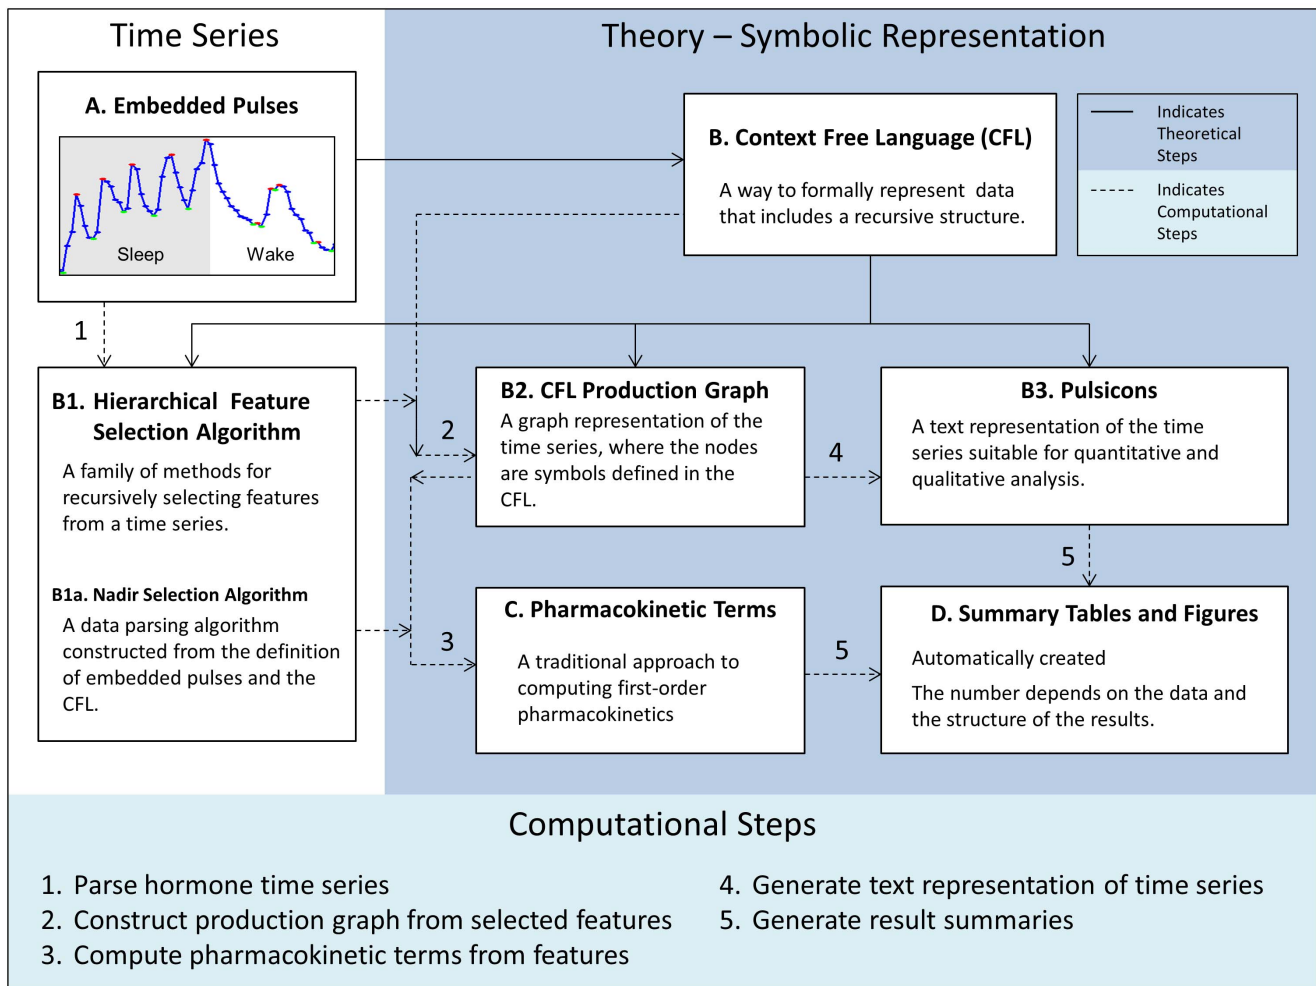 Time Series
Theory – Symbolic Representation
A. Embedded Pulses
Sleep
Wake
B. Context Free Language (CFL)
A way to formally represent data
that includes a recursive structure.
Indicates
Theoretical
Steps
Indicates
Computational
Steps
1
B1. Hierarchical Feature
Selection Algorithm
A family of methods for
recursively selecting features
from a time series.
B1a. Nadir Selection Algorithm
A data parsing algorithm
constructed from the definition
of embedded pulses and the
CFL.
2
B2. CFL Production Graph
A graph representation of the
time series, where the nodes
are symbols defined in the
CFL.
4
B3. Pulsicons
A text representation of the time
series suitable for quantitative and
qualitative analysis.
5
3
C. Pharmacokinetic Terms
A traditional approach to
computing first-order
pharmacokinetics
5
D. Summary Tables and Figures
Automatically created
The number depends on the data and
the structure of the results.
Computational Steps
1. Parse hormone time series
2. Construct production graph from selected features
3. Compute pharmacokinetic terms from features
4. Generate text representation of time series
5. Generate result summaries